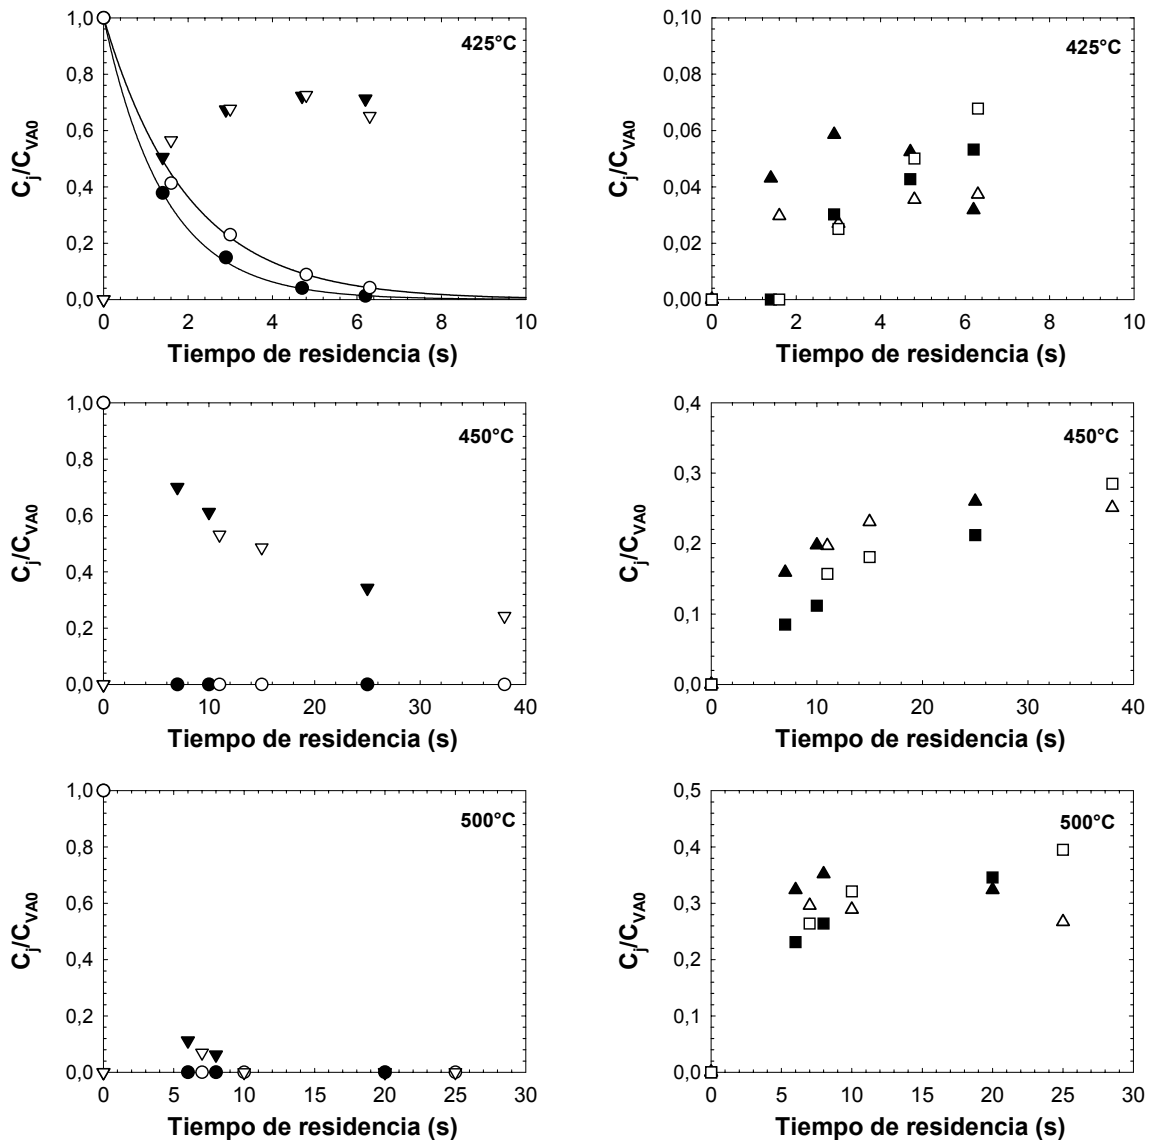 1,0
0,8
0,6
0,4
0,2
0,0
C_j/C_VA0
425°C
0 2 4 6 8 10
Tiempo de residencia (s)
0,10
0,08
0,06
0,04
0,02
0,00
C_j/C_VA0
425°C
0 2 4 6 8 10
Tiempo de residencia (s)
1,0
0,8
0,6
0,4
0,2
0,0
C_j/C_VA0
450°C
0 10 20 30 40
Tiempo de residencia (s)
0,4
0,3
0,2
0,1
0,0
C_j/C_VA0
450°C
0 10 20 30 40
Tiempo de residencia (s)
1,0
0,8
0,6
0,4
0,2
0,0
C_j/C_VA0
500°C
0 5 10 15 20 25 30
Tiempo de residencia (s)
0,5
0,4
0,3
0,2
0,1
0,0
C_j/C_VA0
500°C
0 5 10 15 20 25 30
Tiempo de residencia (s)